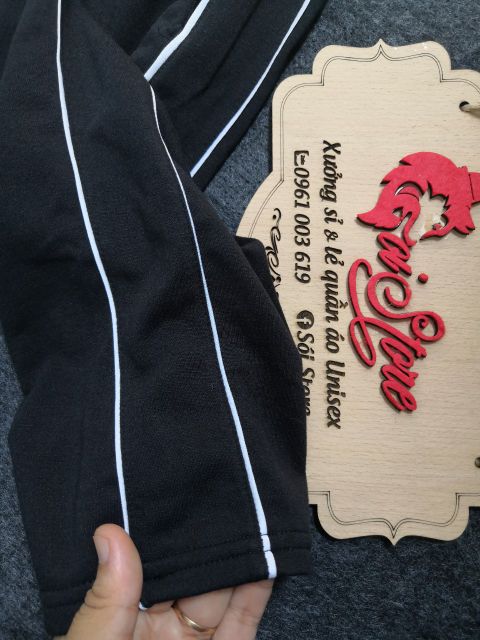 Sói Store
Xưởng sỉ & lẻ quần áo Unisex
0961 003 619
Sói Store